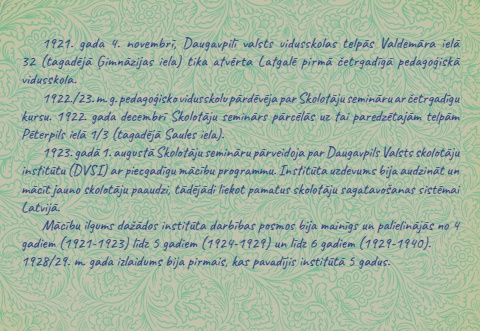 1921. gada 4. novembrī, Daugavpilī valsts vidusskolas telpās Valdemāra ielā
32 (tagadējā Ģimnāzijas iela) tika atvērta Latgalē pirmā četrgadīgā pedagoģiskā
vidusskola.
1922./23. m. g. pedagoģisko vidusskolu pārdēvēja par Skolotāju semināru ar četrgadīgu
kursu. 1922. gada decembrī Skolotāju seminārs pārcēlās uz tai paredzētajām telpām
Pēterpils ielā 1/3 (tagadējā Saules iela).
1923. gadā 1. augustā Skolotāju semināru pārveidoja par Daugavpils Valsts skolotāju
institūtu (DVSI) ar piecgadīgu mācību programmu. Institūta uzdevums bija audzināt un
mācīt jauno skolotāju paaudzi, tādējādi liekot pamatus skolotāju sagatavošanas sistēmai
Latvijā.
Mācību ilgums dažādos institūta darbības posmos bija mainīgs un palielinājās no 4
gadiem (1921-1923) līdz 5 gadiem (1924-1929) un līdz 6 gadiem (1929-1940).
1928/29. m. gada izlaidums bija pirmais, kas pavadījis institūtā 5 gadus.